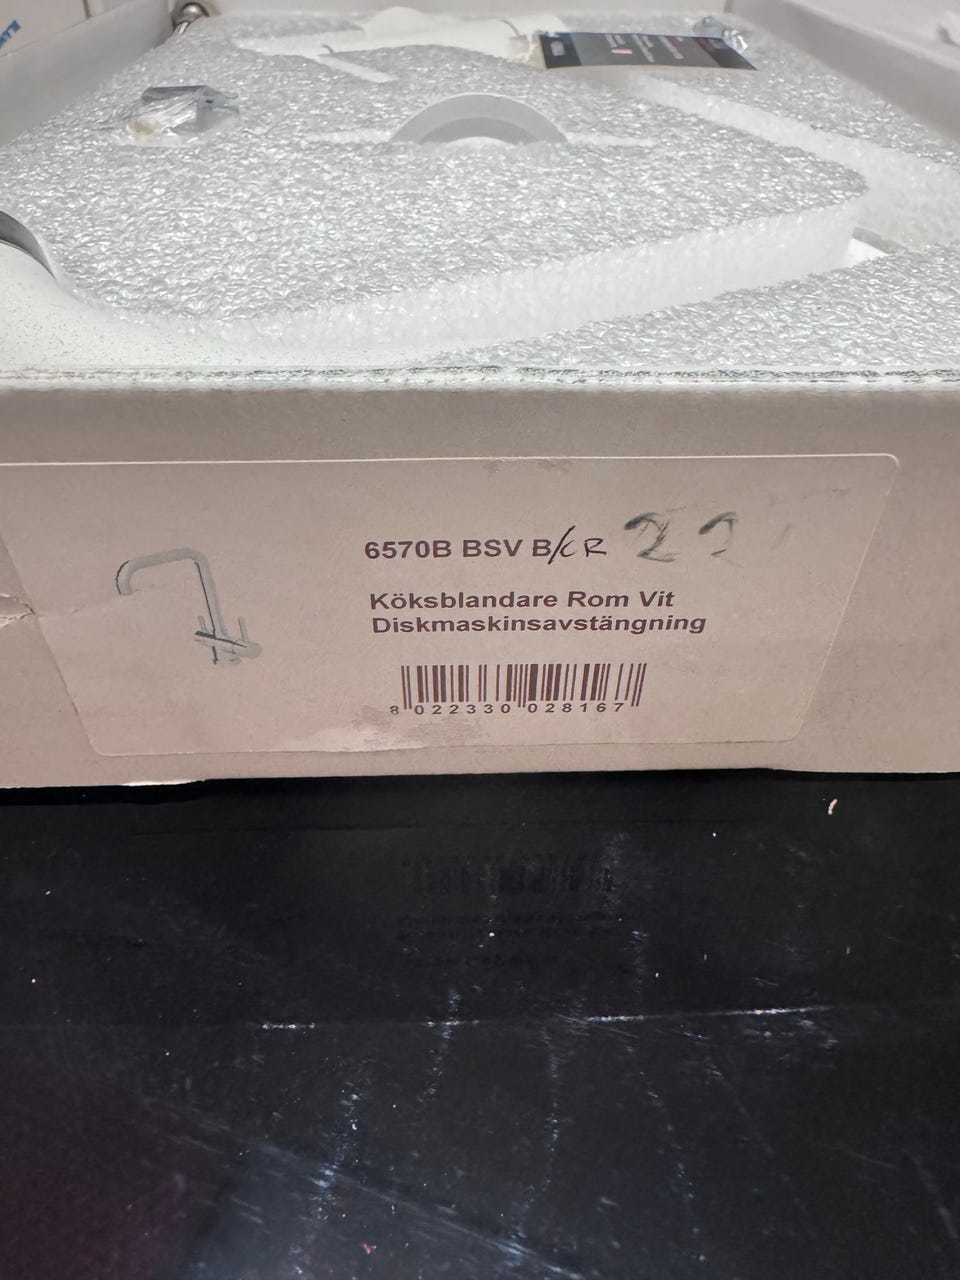 6570B BSV B/CR 22
Köksblandare Rom Vit
Diskmaskinsavstängning
8 022330 028167